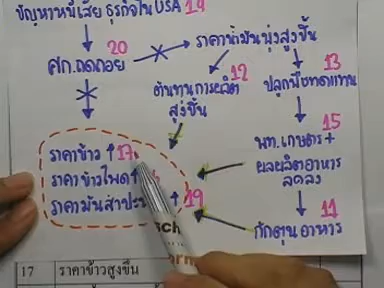 ปัญหาหนี้เสีย ธุรกิจใน USA 19
ศก.ถดถอย 20
ราคาน้ำมันพุ่งสูงขึ้น
ต้นทุนการผลิต 12
สูงขึ้น
ปลูกพืชทดแทน 13
15
พท.เกษตร +
ผลผลิตอาหาร
ลดลง
11
กักตุนอาหาร
ราคาข้าว ↑ 17
ราคาข้าวโพด ↑
ราคามันสำปะ ↑ 19
17 ราคาข้าวสูงขึ้น